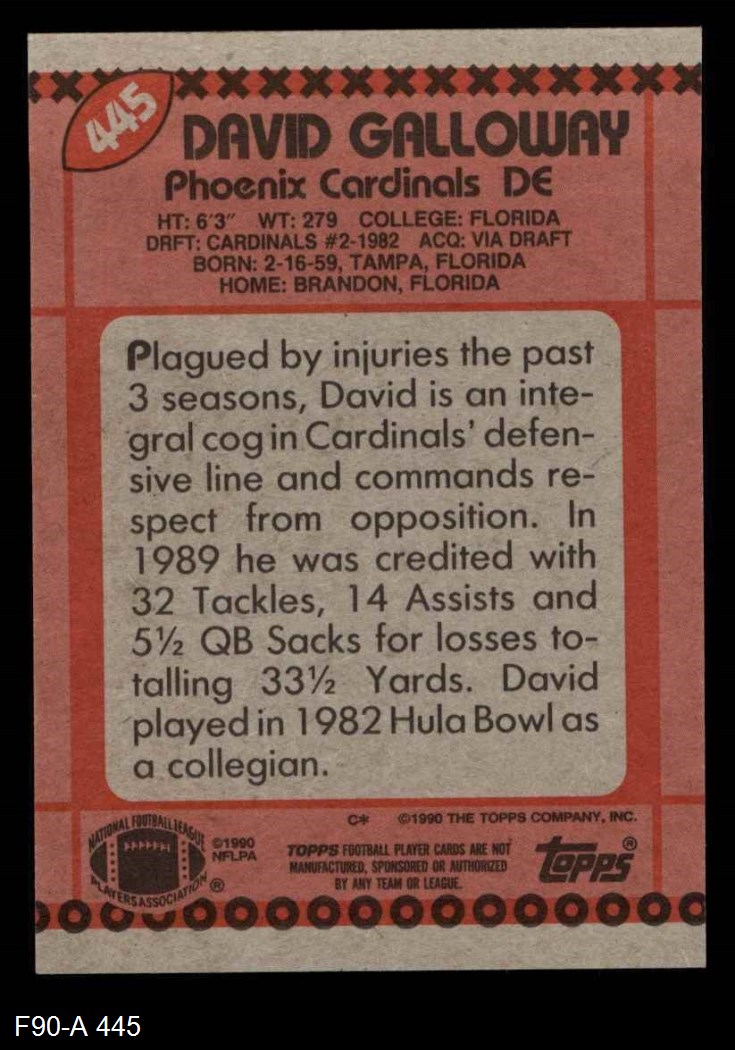 445
DAVID GALLOWAY
Phoenix Cardinals DE
HT: 6'3" WT: 279 COLLEGE: FLORIDA
DRFT: CARDINALS #2-1982 ACQ: VIA DRAFT
BORN: 2-16-59, TAMPA, FLORIDA
HOME: BRANDON, FLORIDA
Plagued by injuries the past
3 seasons, David is an inte-
gral cog in Cardinals' defen-
sive line and commands re-
spect from opposition. In
1989 he was credited with
32 Tackles, 14 Assists and
5½ QB Sacks for losses to-
talling 33½ Yards. David
played in 1982 Hula Bowl as
a collegian.
C* ©1990 THE TOPPS COMPANY, INC.
NATIONAL FOOTBALL LEAGUE
PLAYERS ASSOCIATION ®
©1990
NFLPA
TOPPS FOOTBALL PLAYER CARDS ARE NOT
MANUFACTURED, SPONSORED OR AUTHORIZED
BY ANY TEAM OR LEAGUE.
TOPPS®
F90-A 445